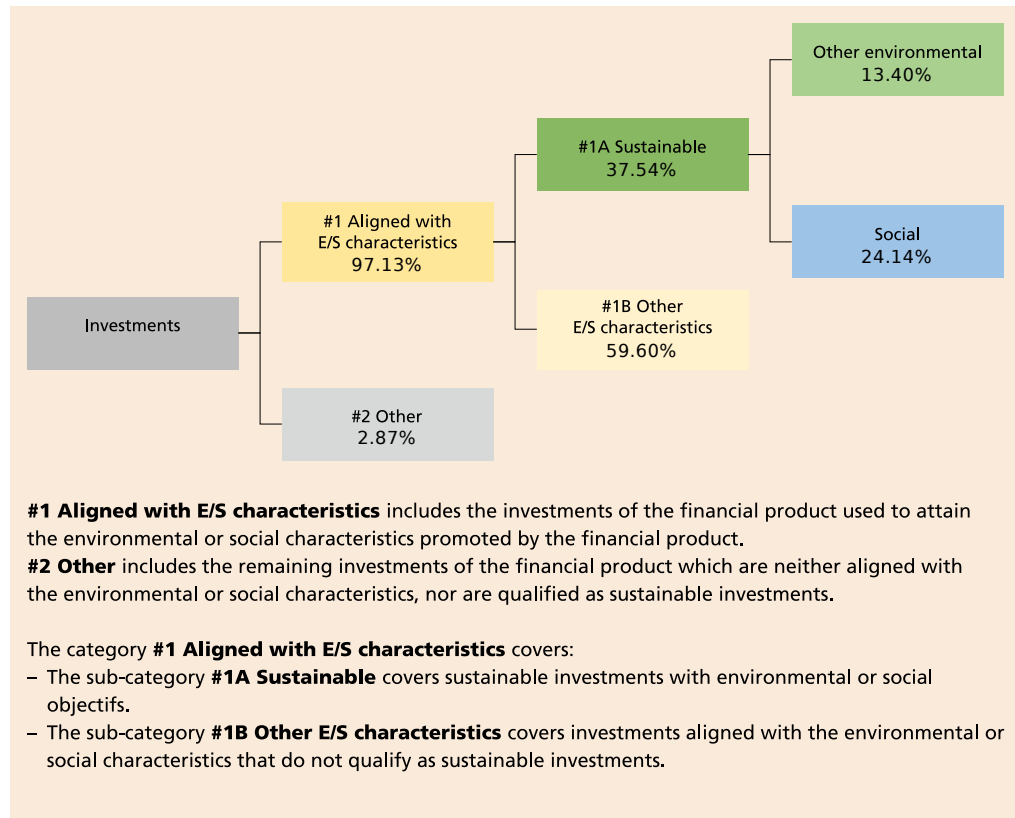 Other environmental
13.40%
#1A Sustainable
37.54%
#1 Aligned with
E/S characteristics
97.13%
Social
24.14%
Investments
#1B Other
E/S characteristics
59.60%
#2 Other
2.87%
#1 Aligned with E/S characteristics includes the investments of the financial product used to attain
the environmental or social characteristics promoted by the financial product.
#2 Other includes the remaining investments of the financial product which are neither aligned with
the environmental or social characteristics, nor are qualified as sustainable investments.
The category #1 Aligned with E/S characteristics covers:
– The sub-category #1A Sustainable covers sustainable investments with environmental or social
objectifs.
– The sub-category #1B Other E/S characteristics covers investments aligned with the environmental or
social characteristics that do not qualify as sustainable investments.